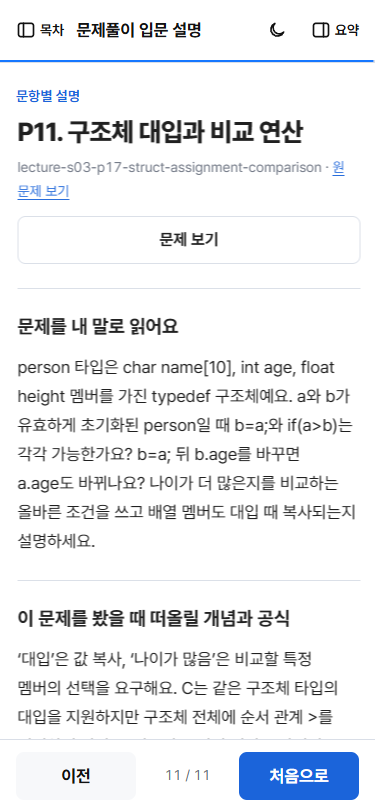 목차 문제풀이 입문 설명 요약
문항별 설명
P11. 구조체 대입과 비교 연산
lecture-s03-p17-struct-assignment-comparison · 원
문제 보기
문제 보기
문제를 내 말로 읽어요
person 타입은 char name[10], int age, float
height 멤버를 가진 typedef 구조체예요. a와 b가
유효하게 초기화된 person일 때 b=a;와 if(a>b)는
각각 가능한가요? b=a; 뒤 b.age를 바꾸면
a.age도 바뀌나요? 나이가 더 많은지를 비교하는
올바른 조건을 쓰고 배열 멤버도 대입 때 복사되는지
설명하세요.
이 문제를 봤을 때 떠올릴 개념과 공식
‘대입’은 값 복사, ‘나이가 많음’은 비교할 특정
멤버의 선택을 요구해요. C는 같은 구조체 타입의
대입을 지원하지만 구조체 전체에 순서 관계 >를
이전 11 / 11 처음으로